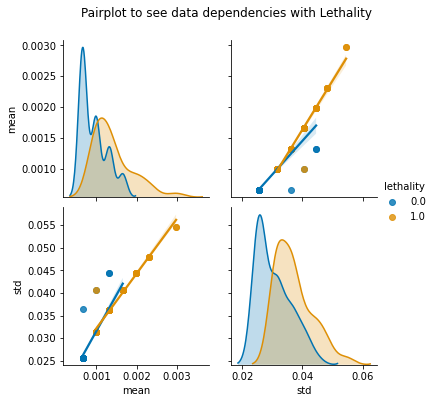 Pairplot to see data dependencies with Lethality
0.0030
0.0025
0.0020
0.0015
0.0010
mean
lethality
0.0
1.0
0.055
0.050
0.045
0.040
0.035
0.030
0.025
std
0.001 0.002 0.003
mean
0.02 0.04 0.06
std